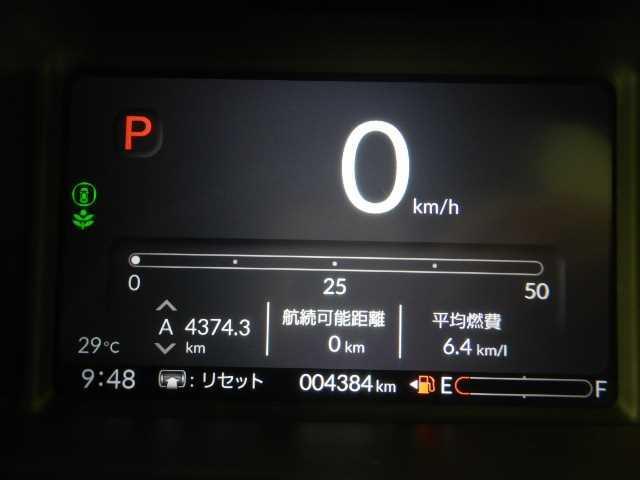 P
0 km/h
0 25 50
A 4374.3 km
航続可能距離
0 km
平均燃費
6.4 km/l
29℃
9:48 : リセット 004384 km E F